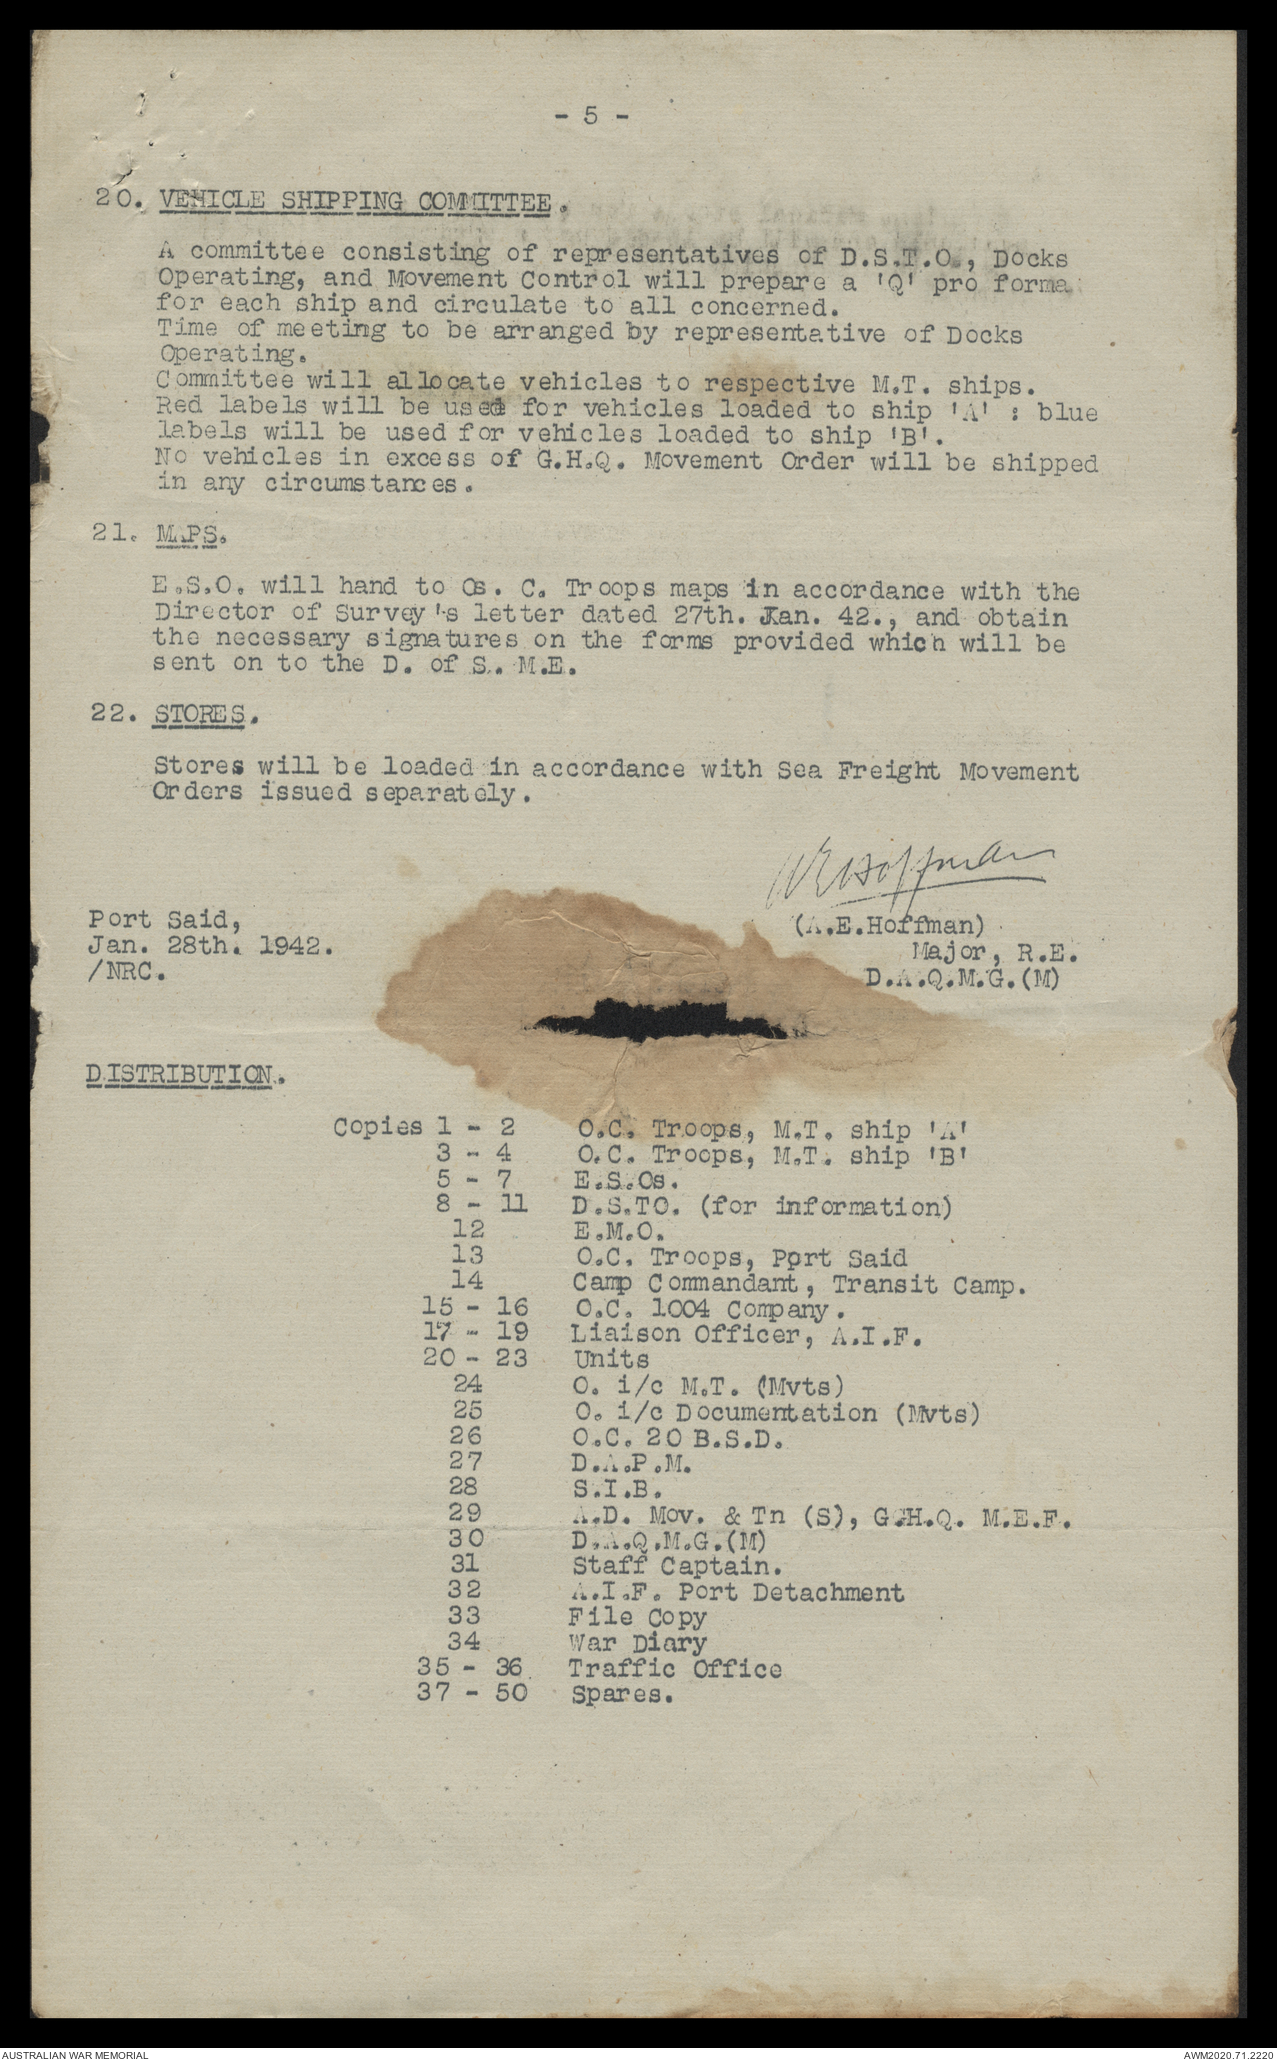 - 5 -
20. VEHICLE SHIPPING COMMITTEE.
A committee consisting of representatives of D.S.T.O., Docks
Operating, and Movement Control will prepare a 'Q' pro forma
for each ship and circulate to all concerned.
Time of meeting to be arranged by representative of Docks
Operating.
Committee will allocate vehicles to respective M.T. ships.
Red labels will be used for vehicles loaded to ship 'A' : blue
labels will be used for vehicles loaded to ship 'B'.
No vehicles in excess of G.H.Q. Movement Order will be shipped
in any circumstances.
21. MAPS.
E.S.O. will hand to Os. C. Troops maps in accordance with the
Director of Survey's letter dated 27th. Jan. 42., and obtain
the necessary signatures on the forms provided which will be
sent on to the D. of S. M.E.
22. STORES.
Stores will be loaded in accordance with Sea Freight Movement
Orders issued separately.
AEHoffman
Port Said, (A.E.Hoffman)
Jan. 28th. 1942. Major, R.E.
/NRC. D.A.Q.M.G.(M)
DISTRIBUTION.
Copies 1 - 2 O.C. Troops, M.T. ship 'A'
3 - 4 O.C. Troops, M.T. ship 'B'
5 - 7 E.S.Os.
8 - 11 D.S.TO. (for information)
12 E.M.O.
13 O.C. Troops, Port Said
14 Camp Commandant, Transit Camp.
15 - 16 O.C. 1004 Company.
17 - 19 Liaison Officer, A.I.F.
20 - 23 Units
24 O. i/c M.T. (Mvts)
25 O. i/c Documentation (Mvts)
26 O.C. 20 B.S.D.
27 D.A.P.M.
28 S.I.B.
29 A.D. Mov. & Tn (S), G.H.Q. M.E.F.
30 D.A.Q.M.G.(M)
31 Staff Captain.
32 A.I.F. Port Detachment
33 File Copy
34 War Diary
35 - 36 Traffic Office
37 - 50 Spares.
AUSTRALIAN WAR MEMORIAL AWM2020.71.2220